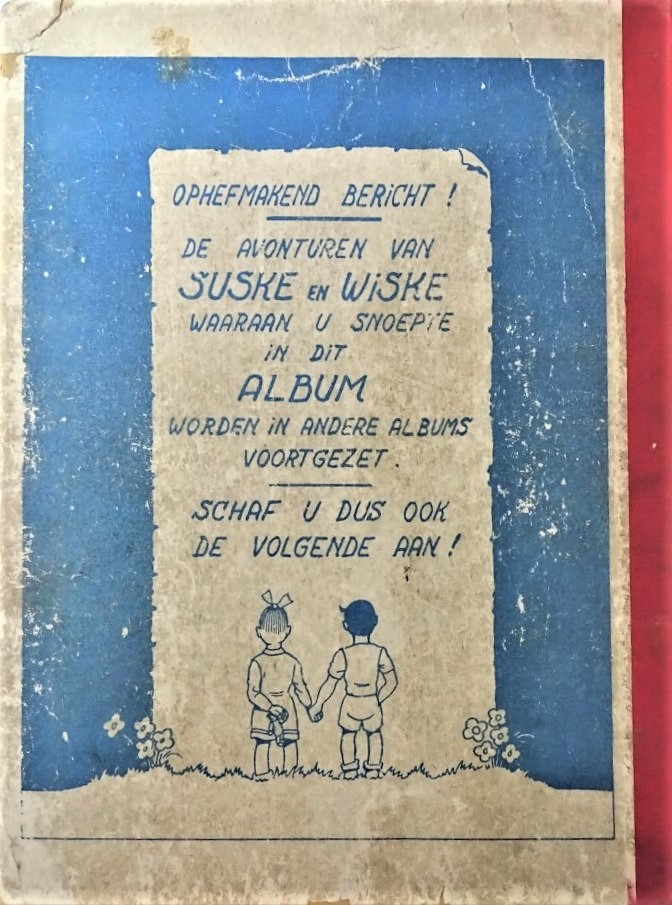 OPHEFMAKEND BERICHT !
DE AVONTUREN VAN
SUSKE EN WISKE
WAARAAN U SNOEPTE
IN DIT
ALBUM
WORDEN IN ANDERE ALBUMS
VOORTGEZET.
SCHAF U DUS OOK
DE VOLGENDE AAN !